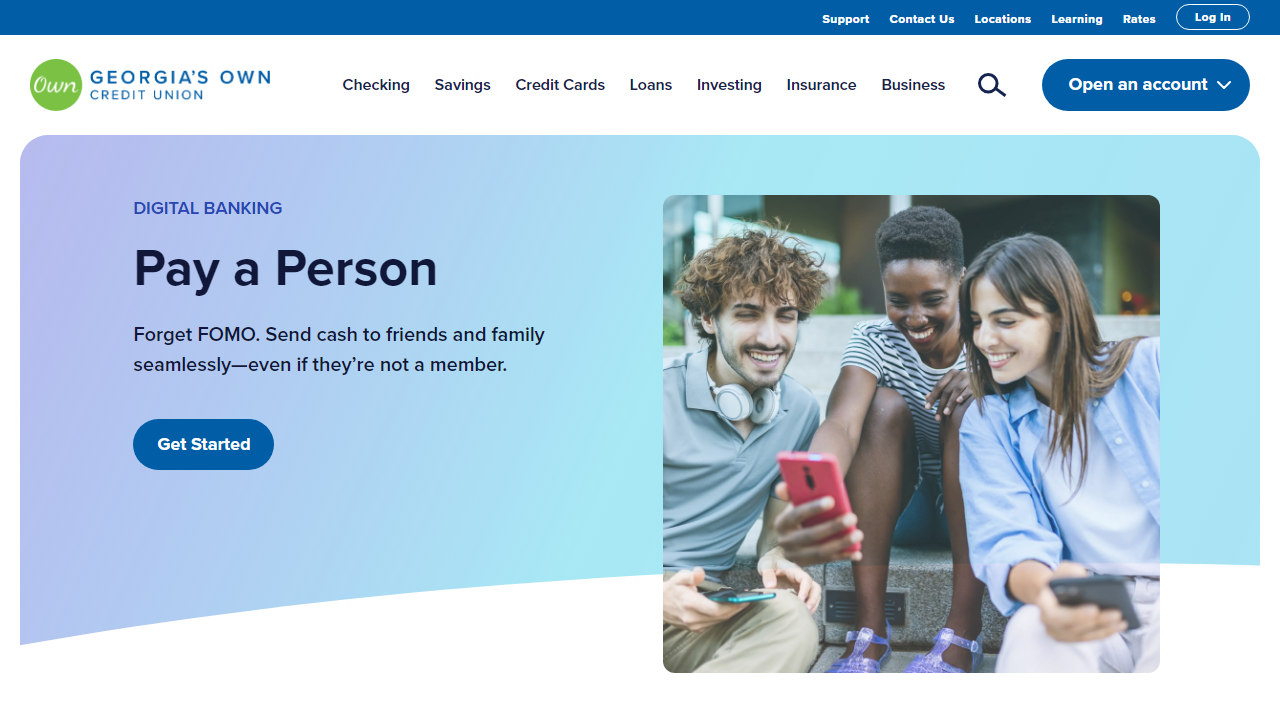 Support Contact Us Locations Learning Rates Log In
Own GEORGIA'S OWN
CREDIT UNION
Checking Savings Credit Cards Loans Investing Insurance Business Open an account
DIGITAL BANKING
Pay a Person
Forget FOMO. Send cash to friends and family
seamlessly—even if they’re not a member.
Get Started